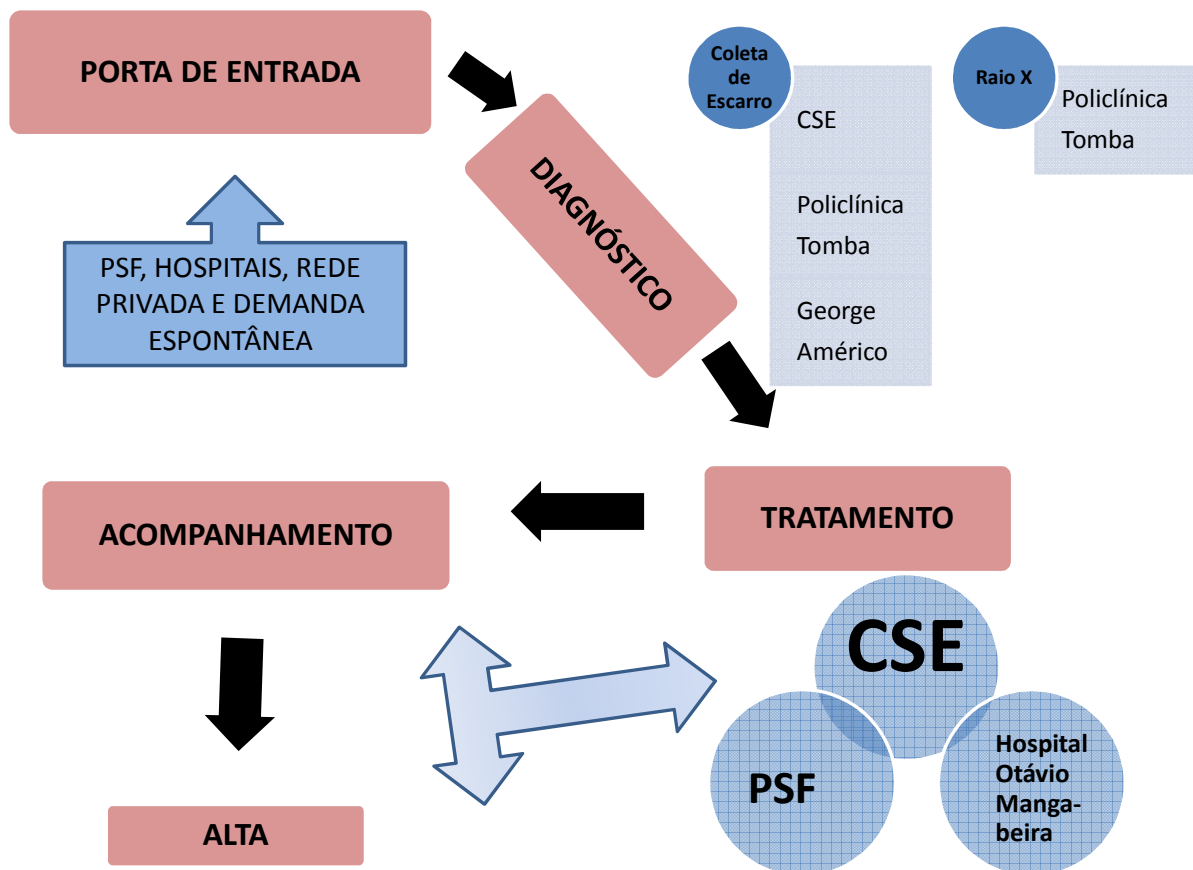 PORTA DE ENTRADA
PSF, HOSPITAIS, REDE
PRIVADA E DEMANDA
ESPONTÂNEA
DIAGNÓSTICO
Coleta
de
Escarro
CSE
Policlínica
Tomba
George
Américo
Raio X
Policlínica
Tomba
TRATAMENTO
CSE
PSF
Hospital
Otávio
Manga-
beira
ACOMPANHAMENTO
ALTA